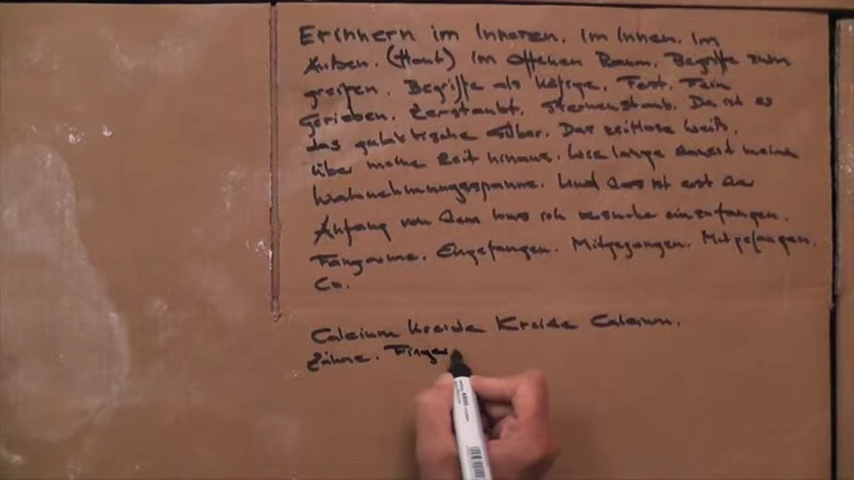 Erinnern im Inneren. Im Innen. Im
Außen. (Haut) Im offenen Raum. Begriffe zum
greifen. Begriffe als Käfige. Fest. Fein
gerieben. Zerstaubt. Sternenstaub. Da ist es
das galaktische Silber. Das zeitlose Weiß.
über meine Zeit hinaus. Wie lange dauert meine
Wahrnehmungsspanne. Und das ist erst der
Anfang von dem was ich versuche einzufangen.
Fangarme. Eingefangen. Mitgegangen. Mitgefangen.
Co.
Calcium Kreide Kreide Calcium.
Zähne. Finger